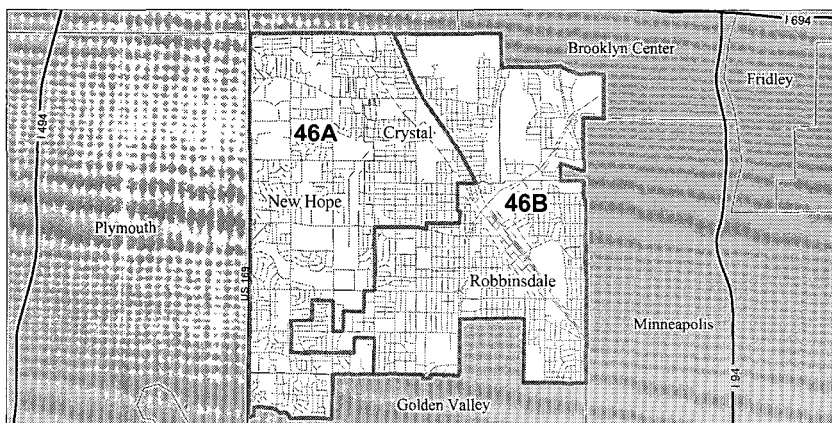 I 694
Brooklyn Center
Fridley
I 494
46A
Crystal
New Hope
46B
Plymouth
US 169
Robbinsdale
Minneapolis
I 94
Golden Valley